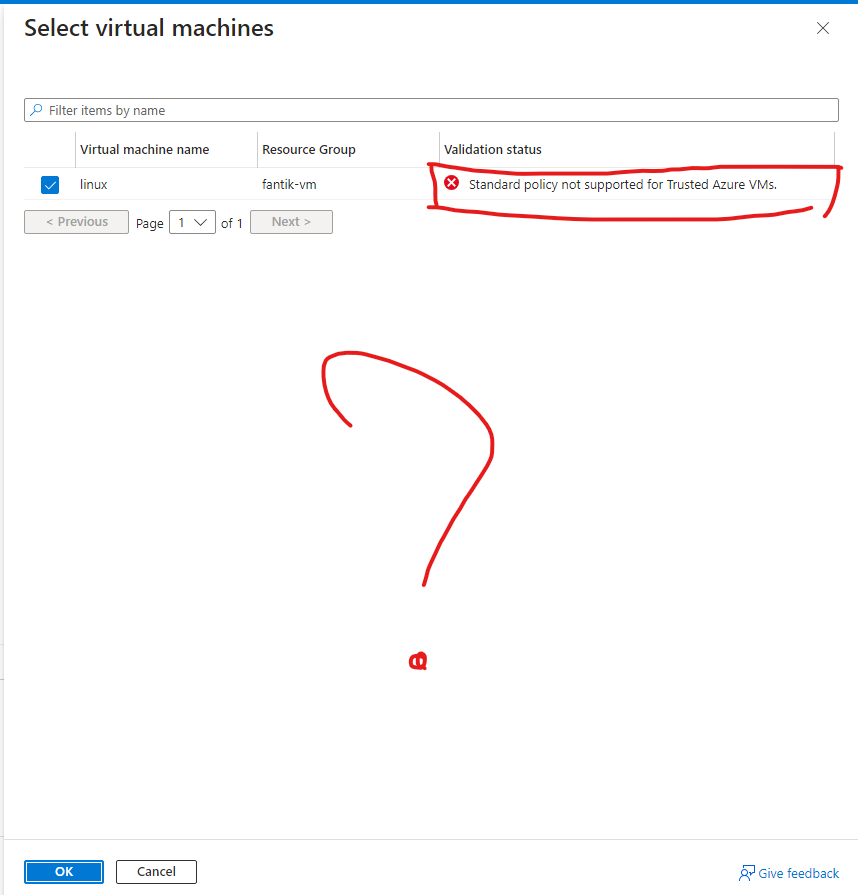 Select virtual machines
Filter items by name
Virtual machine name Resource Group Validation status
linux fantik-vm Standard policy not supported for Trusted Azure VMs.
< Previous Page 1 of 1 Next >
?
OK Cancel Give feedback